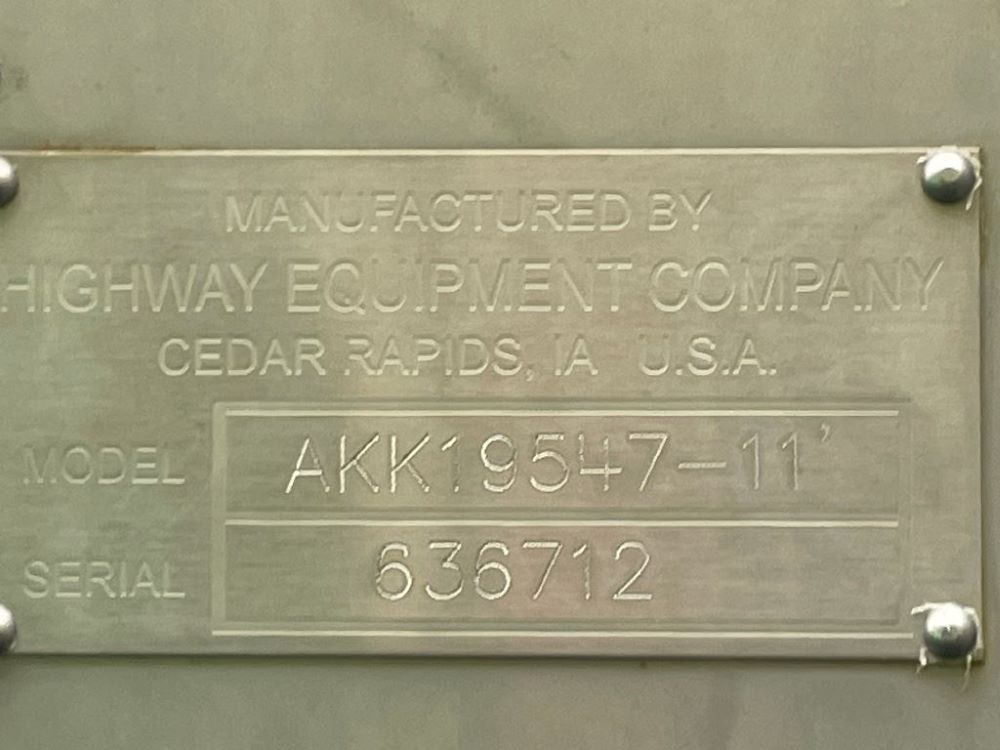 MANUFACTURED BY
HIGHWAY EQUIPMENT COMPANY
CEDAR RAPIDS, IA U.S.A.
MODEL AKK19547-11'
SERIAL 636712